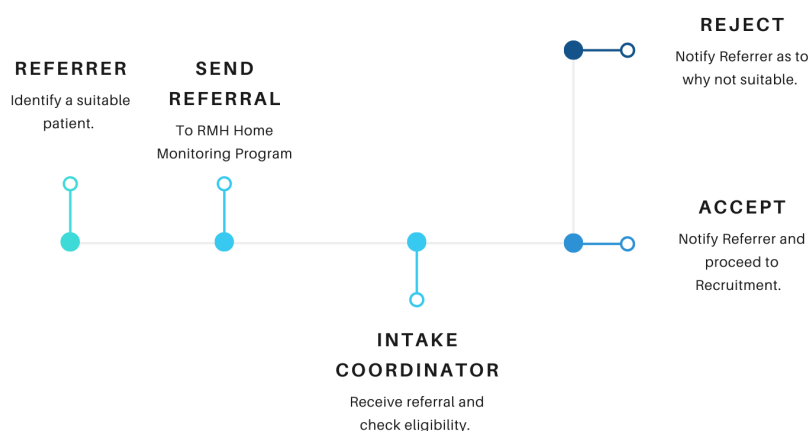 REFERRER
Identify a suitable
patient.
SEND
REFERRAL
To RMH Home
Monitoring Program
INTAKE
COORDINATOR
Receive referral and
check eligibility.
REJECT
Notify Referrer as to
why not suitable.
ACCEPT
Notify Referrer and
proceed to
Recruitment.